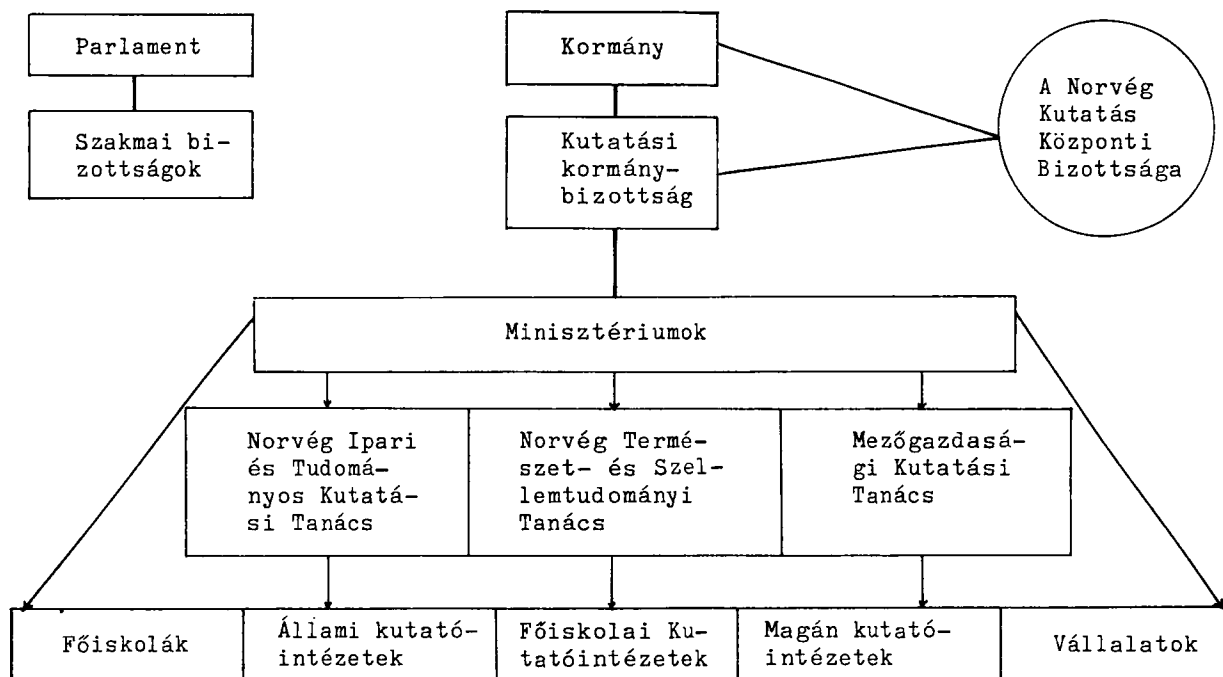 Parlament
Szakmai bi-
zottságok
Kormány
Kutatási
kormány-
bizottság
A Norvég
Kutatás
Központi
Bizottsága
Minisztériumok
Norvég Ipari
és Tudomá-
nyos Kutatá-
si Tanács
Norvég Termé-
szet- és Szel-
lemtudományi
Tanács
Mezőgazdasá-
gi Kutatási
Tanács
Főiskolák
Állami kutató-
intézetek
Főiskolai Ku-
tatóintézetek
Magán kutató-
intézetek
Vállalatok